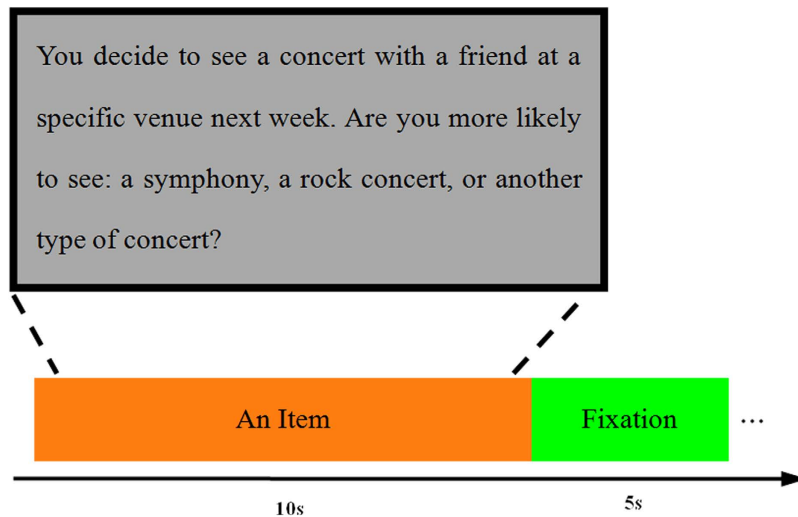 You decide to see a concert with a friend at a
specific venue next week. Are you more likely
to see: a symphony, a rock concert, or another
type of concert?
An Item
Fixation
...
10s
5s